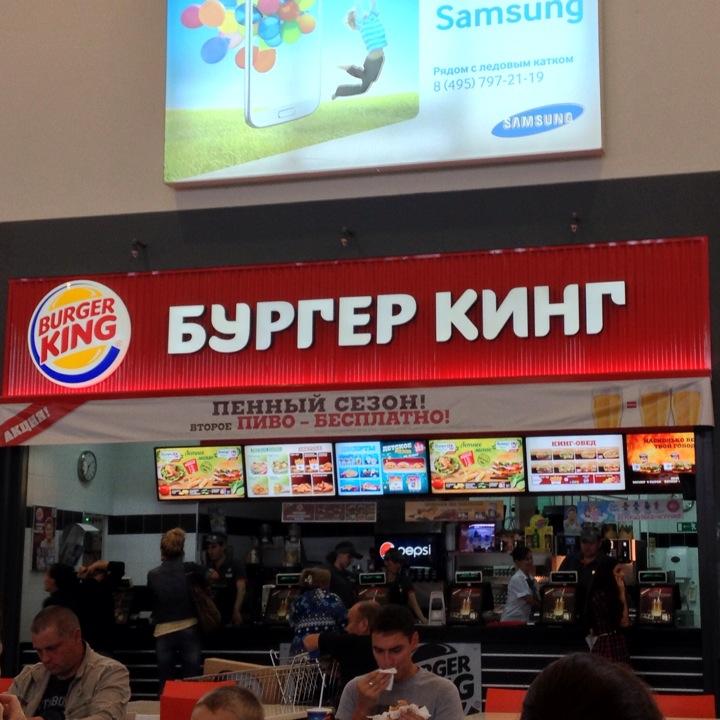 Samsung
Рядом с ледовым катком
8 (495) 797-21-19
SAMSUNG
BURGER KING
БУРГЕР КИНГ
АКЦИЯ!
ПЕННЫЙ СЕЗОН!
ВТОРОЕ ПИВО - БЕСПЛАТНО!
КИНГ-ОБЕД
pepsi